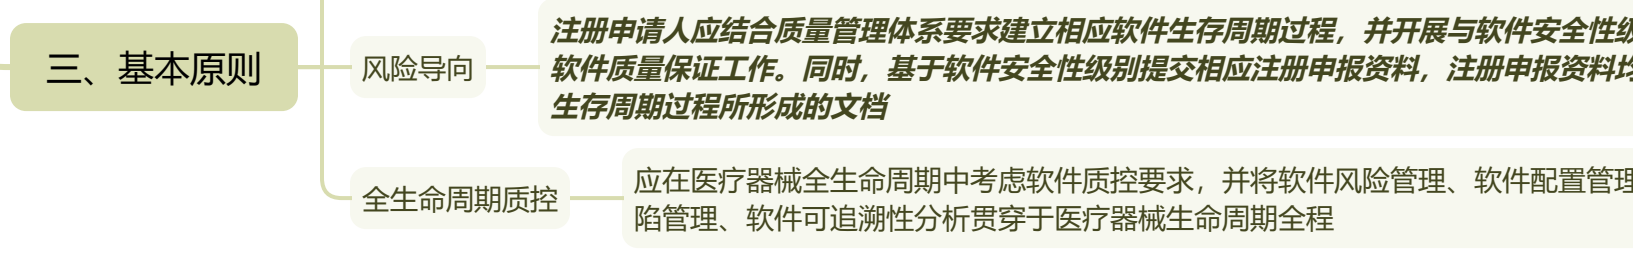 三、基本原则
风险导向
注册申请人应结合质量管理体系要求建立相应软件生存周期过程，并开展与软件安全性级
软件质量保证工作。同时，基于软件安全性级别提交相应注册申报资料，注册申报资料均
生存周期过程所形成的文档
全生命周期质控
应在医疗器械全生命周期中考虑软件质控要求，并将软件风险管理、软件配置管理
陷管理、软件可追溯性分析贯穿于医疗器械生命周期全程